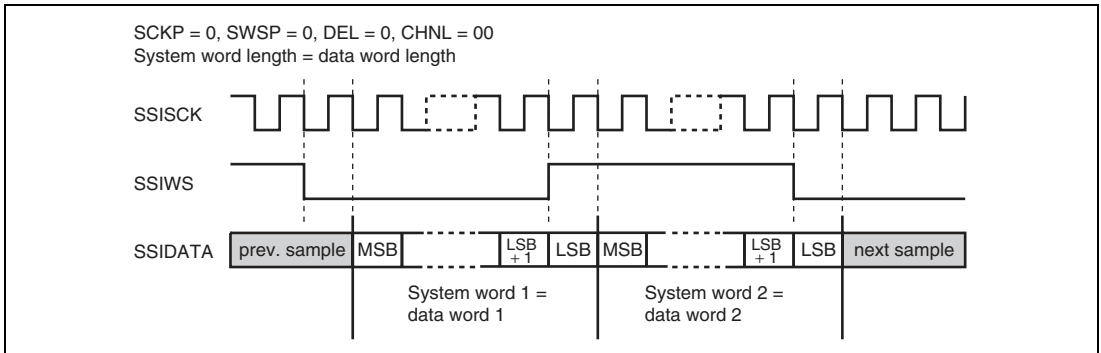 SCKP = 0, SWSP = 0, DEL = 0, CHNL = 00
System word length = data word length
SSISCK
SSIWS
SSIDATA
prev. sample
MSB
LSB
+ 1
LSB
MSB
LSB
+ 1
LSB
next sample
System word 1 =
data word 1
System word 2 =
data word 2